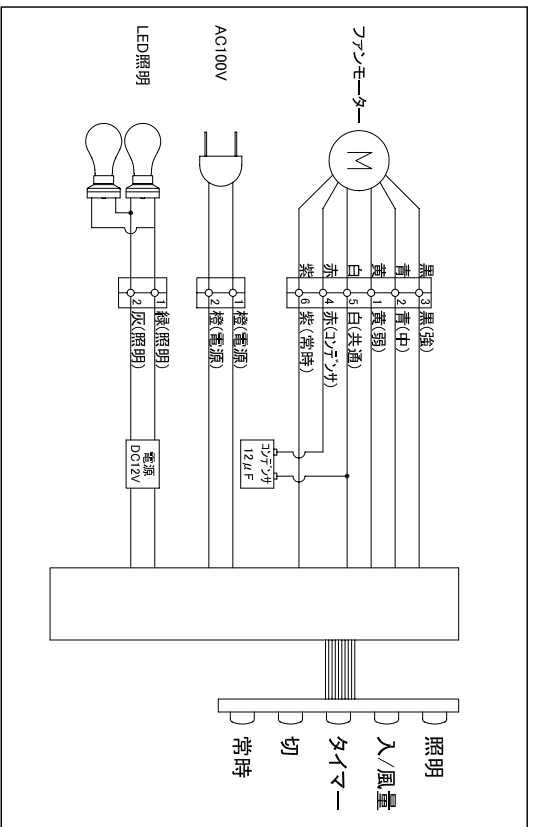 ファンモーター
M
黒
青
黄
白
赤
紫
3
2
1
5
4
6
黒(強)
青(中)
黄(弱)
白(共通)
赤(コンデンサ)
紫(常時)
コンデンサ
12μF
AC100V
1
2
橙(電源)
橙(電源)
LED照明
1
2
緑(照明)
灰(照明)
電源
DC12V
照明
入/風量
タイマー
切
常時